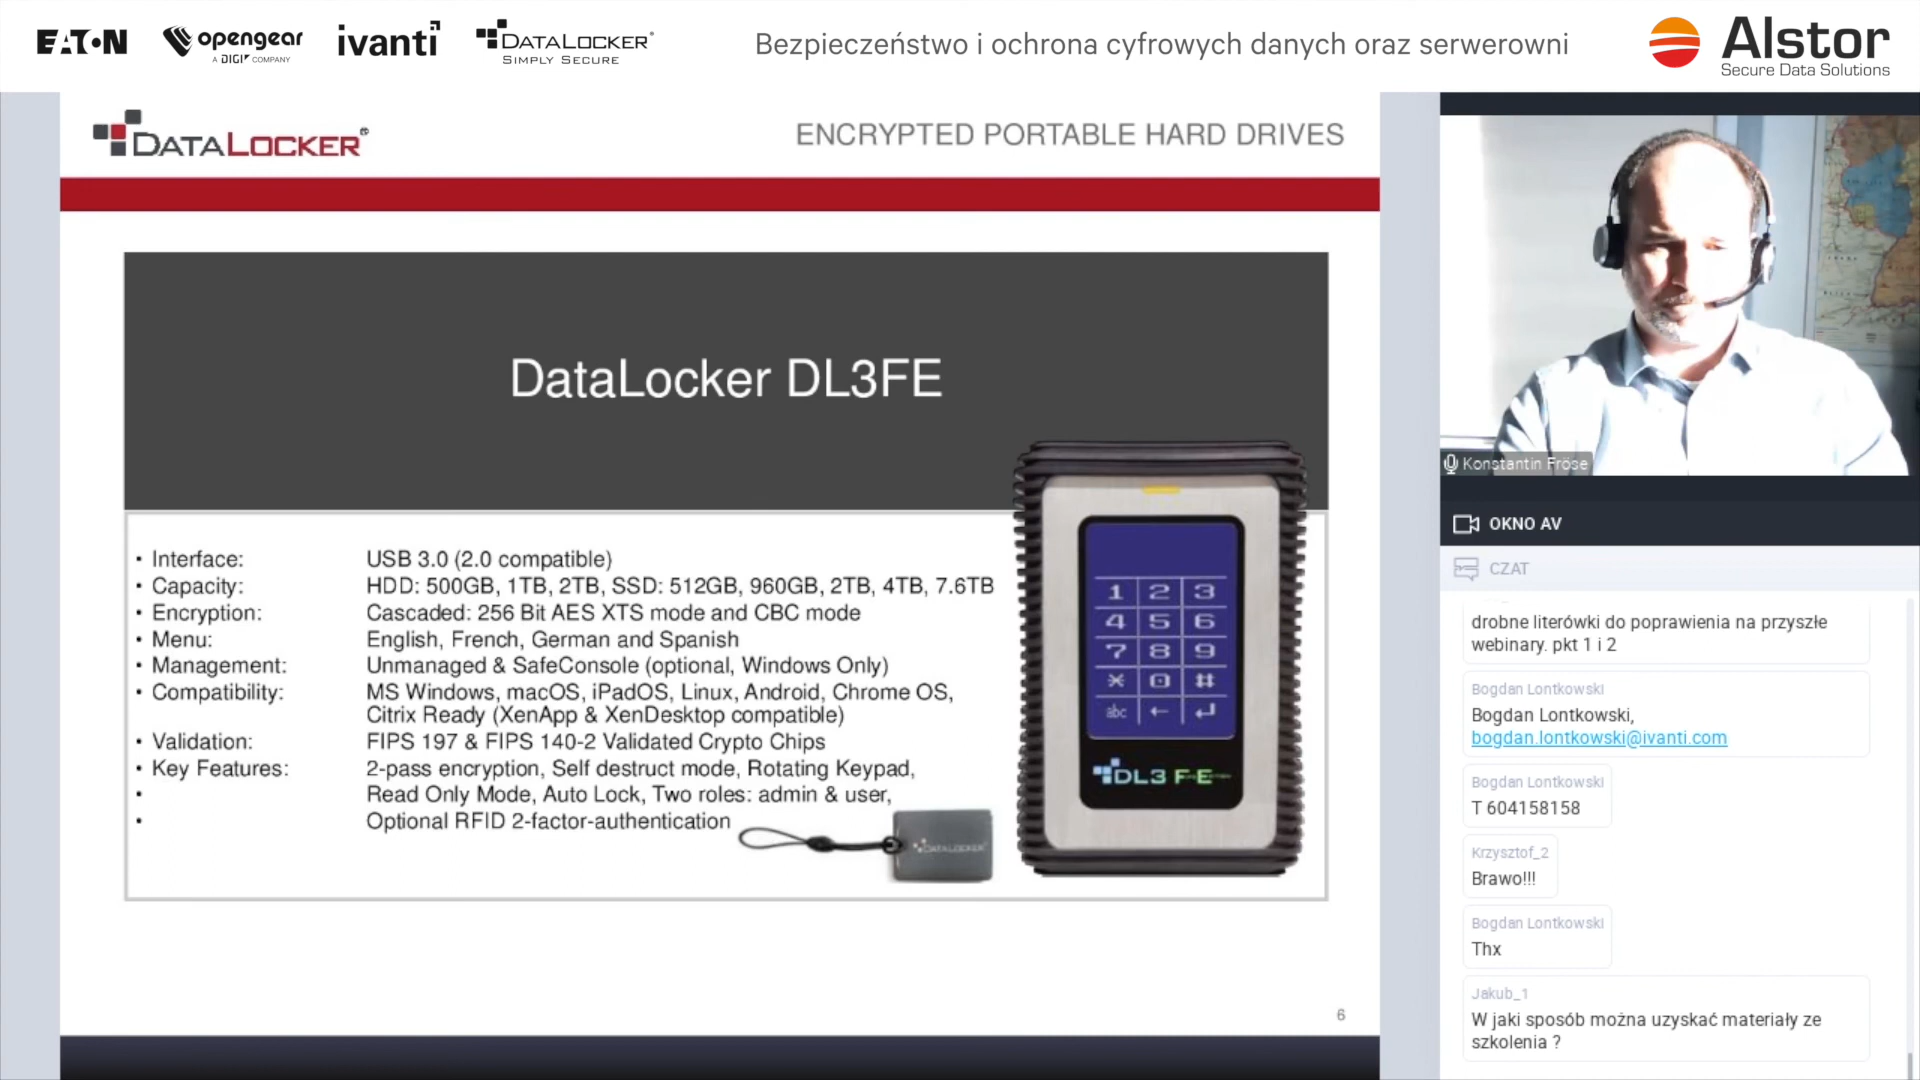 EATON
opengear
A DIGI COMPANY
ivanti
DATALOCKER
SIMPLY SECURE
Bezpieczeństwo i ochrona cyfrowych danych oraz serwerowni
Alstor
Secure Data Solutions
DATALOCKER®
ENCRYPTED PORTABLE HARD DRIVES
DataLocker DL3FE
• Interface: USB 3.0 (2.0 compatible)
• Capacity: HDD: 500GB, 1TB, 2TB, SSD: 512GB, 960GB, 2TB, 4TB, 7.6TB
• Encryption: Cascaded: 256 Bit AES XTS mode and CBC mode
• Menu: English, French, German and Spanish
• Management: Unmanaged & SafeConsole (optional, Windows Only)
• Compatibility: MS Windows, macOS, iPadOS, Linux, Android, Chrome OS,
Citrix Ready (XenApp & XenDesktop compatible)
• Validation: FIPS 197 & FIPS 140-2 Validated Crypto Chips
• Key Features: 2-pass encryption, Self destruct mode, Rotating Keypad,
• Read Only Mode, Auto Lock, Two roles: admin & user,
• Optional RFID 2-factor-authentication
DATALOCKER
1 2 3
4 5 6
7 8 9
* 0 #
abc ← ↵
DL3 FE
6
Konstantin Fröse
OKNO AV
CZAT
drobne literówki do poprawienia na przyszłe
webinary. pkt 1 i 2
Bogdan Lontkowski
Bogdan Lontkowski,
bogdan.lontkowski@ivanti.com
Bogdan Lontkowski
T 604158158
Krzysztof_2
Brawo!!!
Bogdan Lontkowski
Thx
Jakub_1
W jaki sposób można uzyskać materiały ze
szkolenia ?